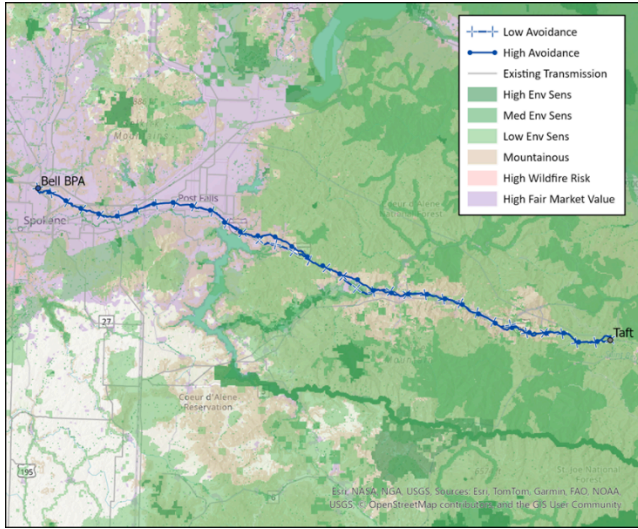 Low Avoidance
High Avoidance
Existing Transmission
High Env Sens
Med Env Sens
Low Env Sens
Mountainous
High Wildfire Risk
High Fair Market Value
Bell BPA
Post Falls
Spokane
27
Taft
Coeur d'Alene
Reservation
195
St. Joe National
Forest
Esri, NASA, NGA, USGS, Sources: Esri, TomTom, Garmin, FAO, NOAA,
USGS, © OpenStreetMap contributors, and the GIS User Community